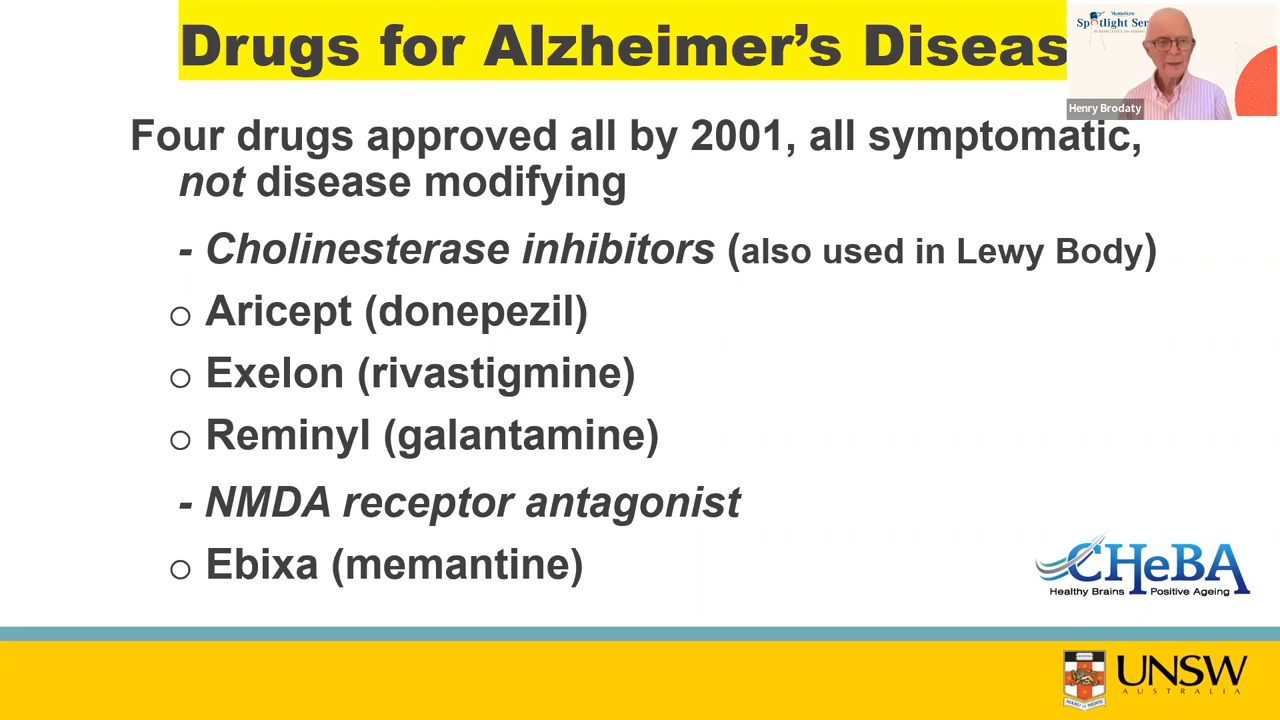 Drugs for Alzheimer's Diseas
Spotlight Ser
Henry Brodaty
Four drugs approved all by 2001, all symptomatic,
not disease modifying
- Cholinesterase inhibitors (also used in Lewy Body)
o Aricept (donepezil)
o Exelon (rivastigmine)
o Reminyl (galantamine)
- NMDA receptor antagonist
o Ebixa (memantine)
CHeBA
Healthy Brains Positive Ageing
UNSW
AUSTRALIA